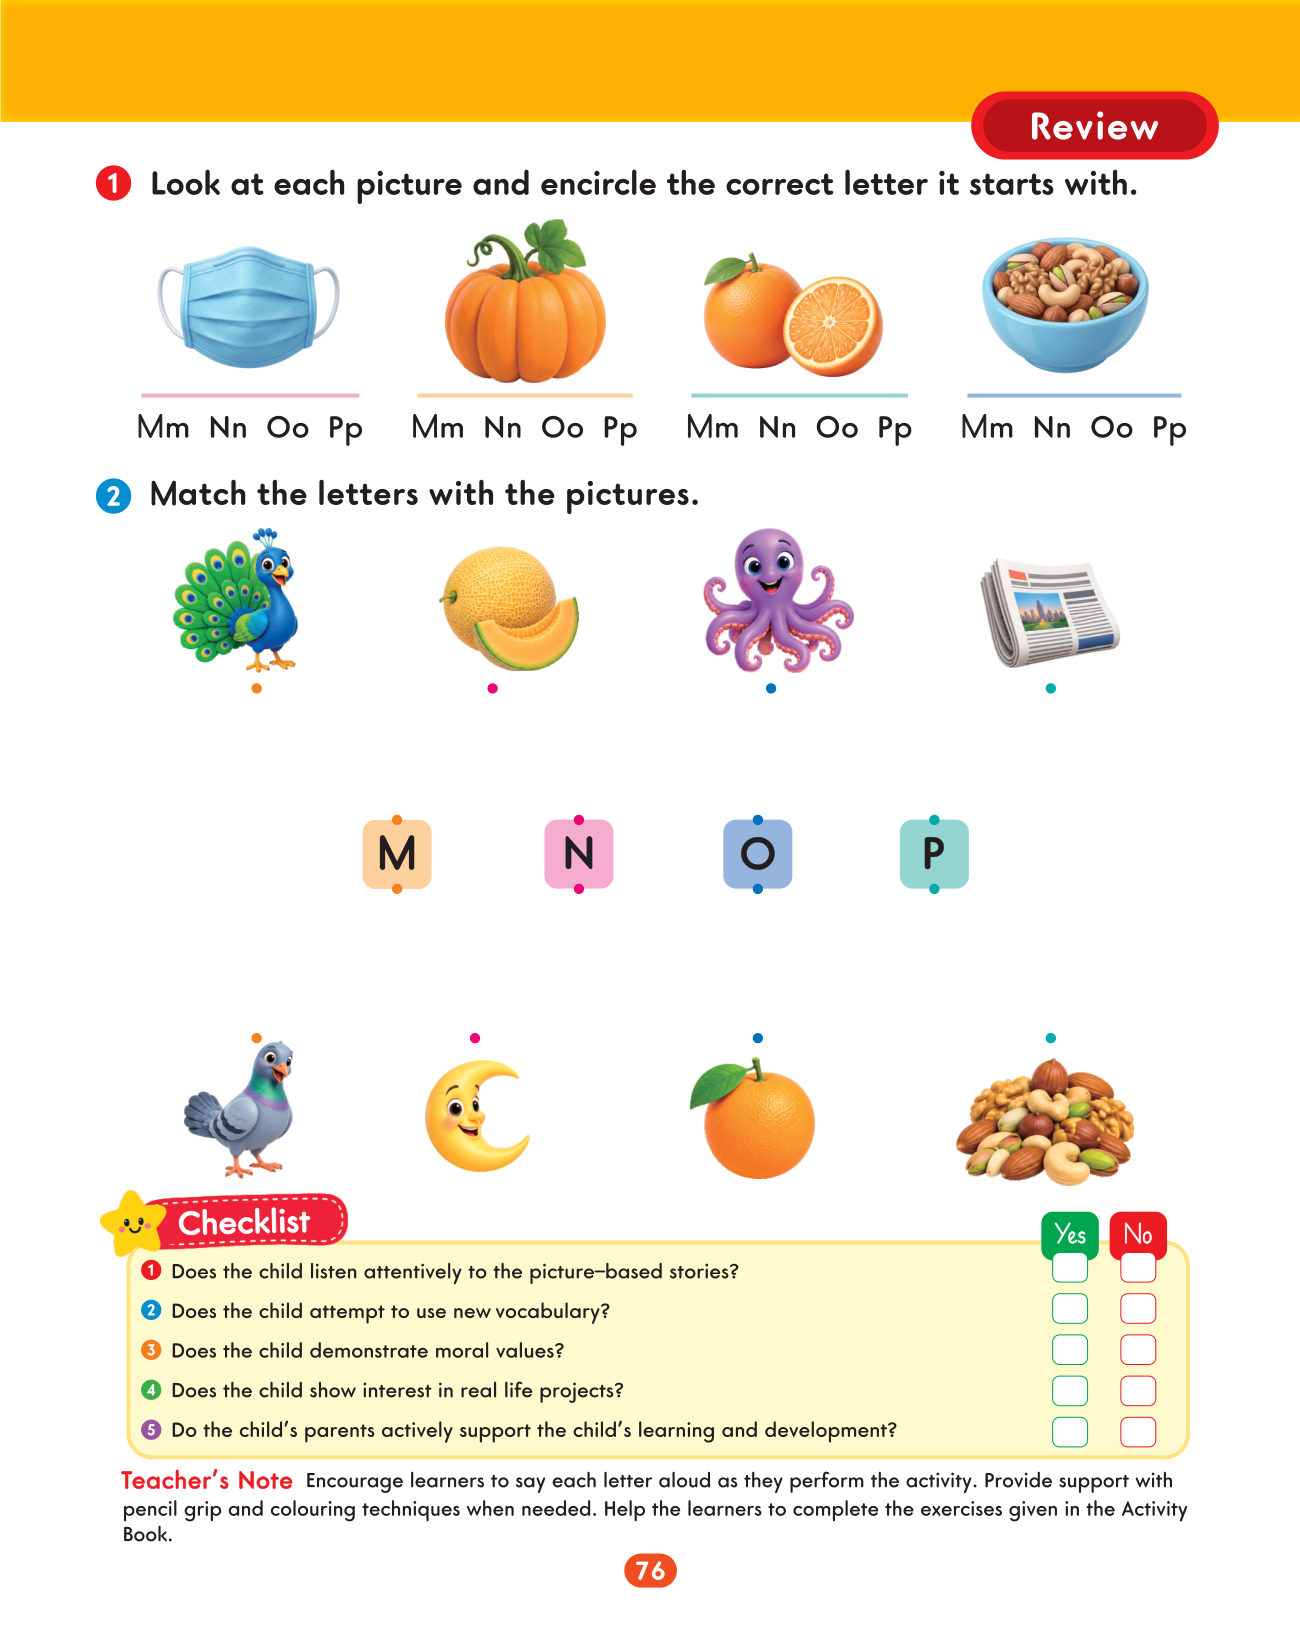 Review
1 Look at each picture and encircle the correct letter it starts with.
Mm Nn Oo Pp
Mm Nn Oo Pp
Mm Nn Oo Pp
Mm Nn Oo Pp
2 Match the letters with the pictures.
M N O P
Checklist
Yes No
1 Does the child listen attentively to the picture–based stories?
2 Does the child attempt to use new vocabulary?
3 Does the child demonstrate moral values?
4 Does the child show interest in real life projects?
5 Do the child's parents actively support the child's learning and development?
Teacher's Note Encourage learners to say each letter aloud as they perform the activity. Provide support with
pencil grip and colouring techniques when needed. Help the learners to complete the exercises given in the Activity
Book.
76